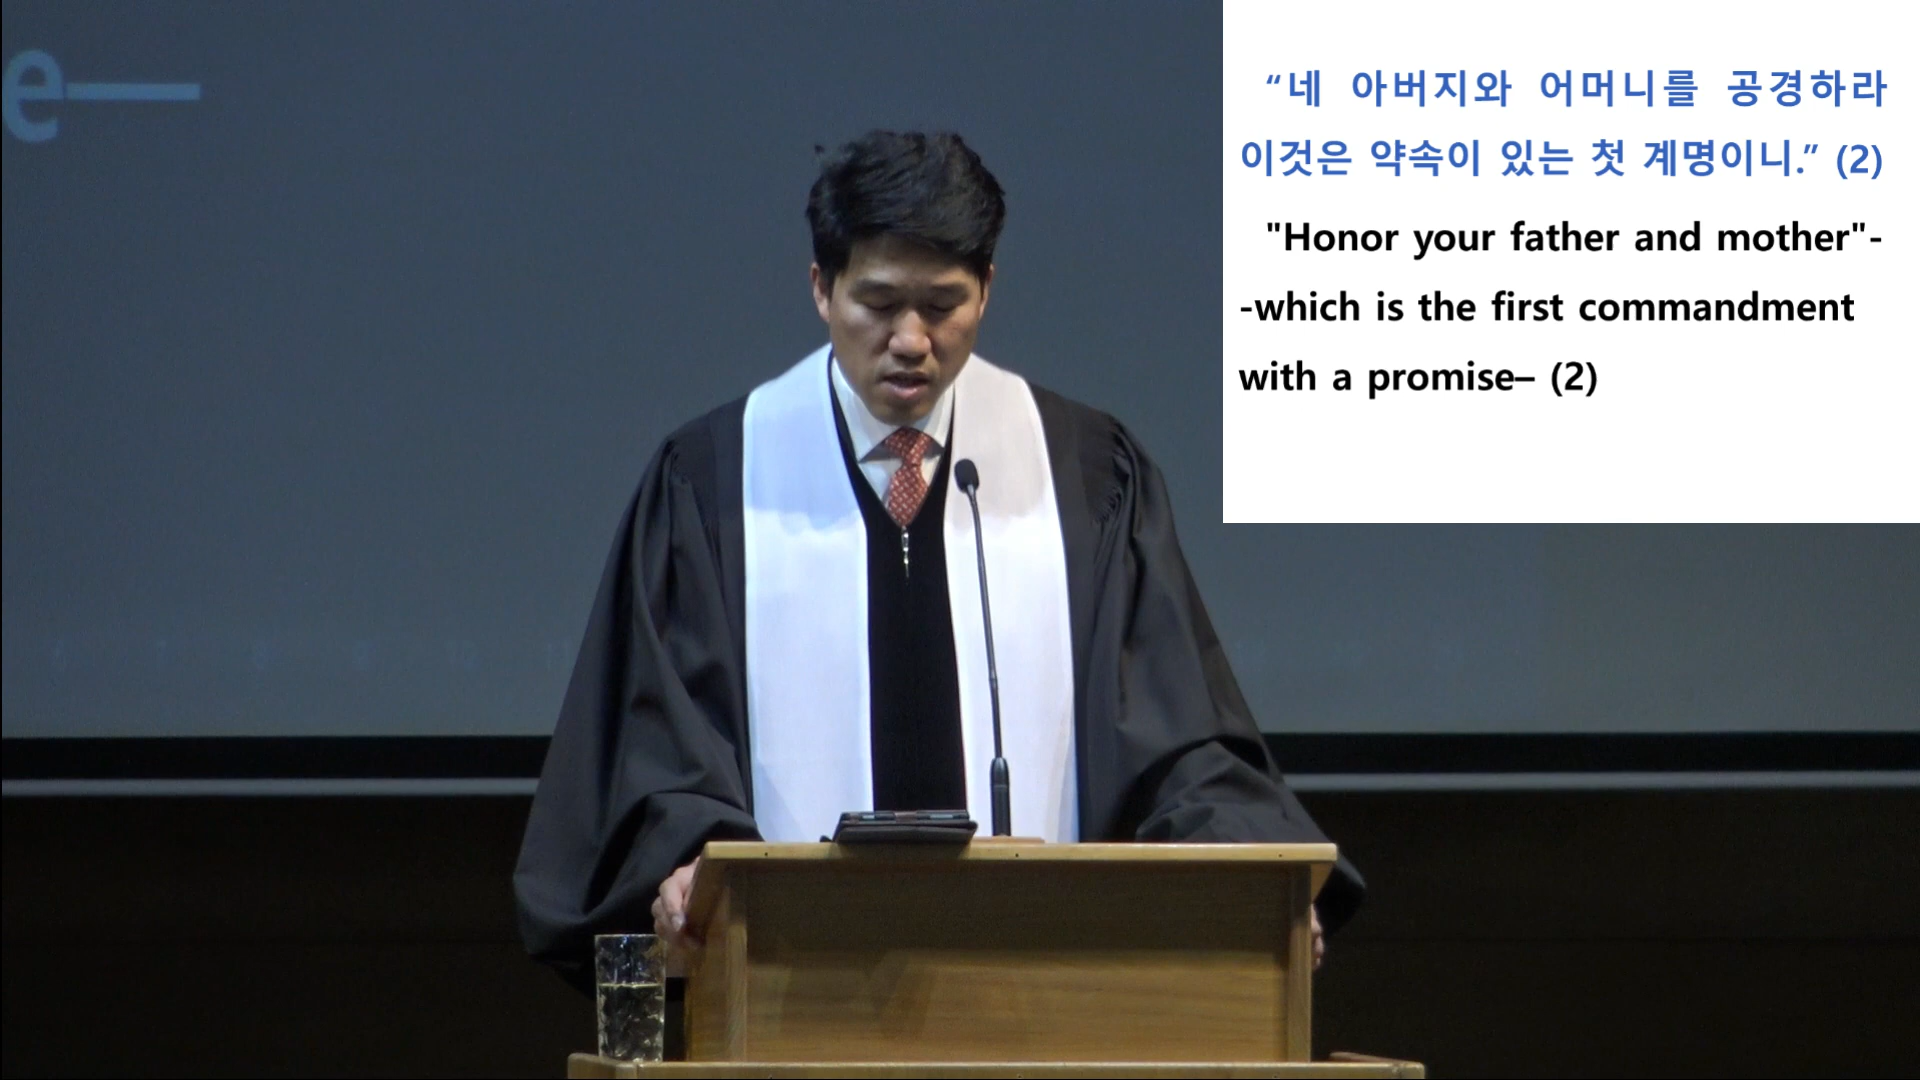 e—
“네 아버지와 어머니를 공경하라
이것은 약속이 있는 첫 계명이니.” (2)
"Honor your father and mother"-
-which is the first commandment
with a promise– (2)